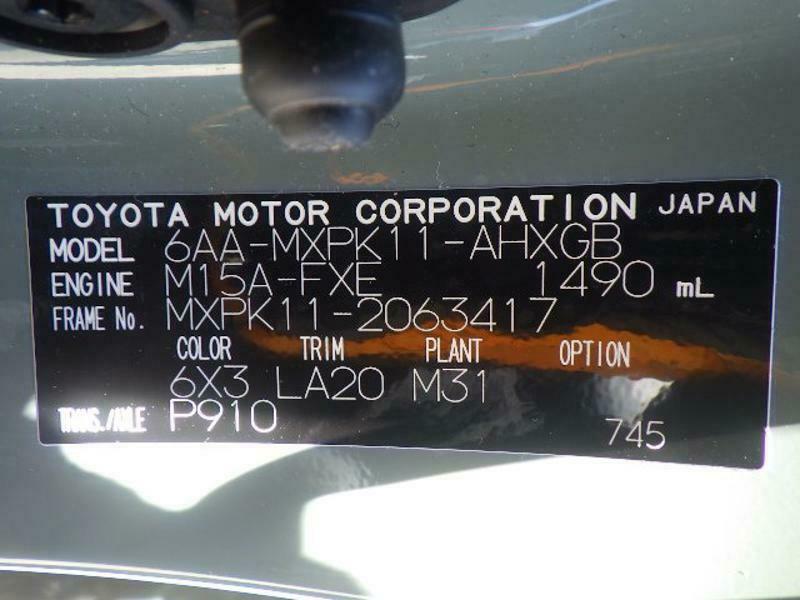 TOYOTA MOTOR CORPORATION JAPAN
MODEL 6AA-MXPK11-AHXGB
ENGINE M15A-FXE 1490 mL
FRAME No. MXPK11-2063417
COLOR TRIM PLANT OPTION
6X3 LA20 M31
TRANS./AXLE P910
745